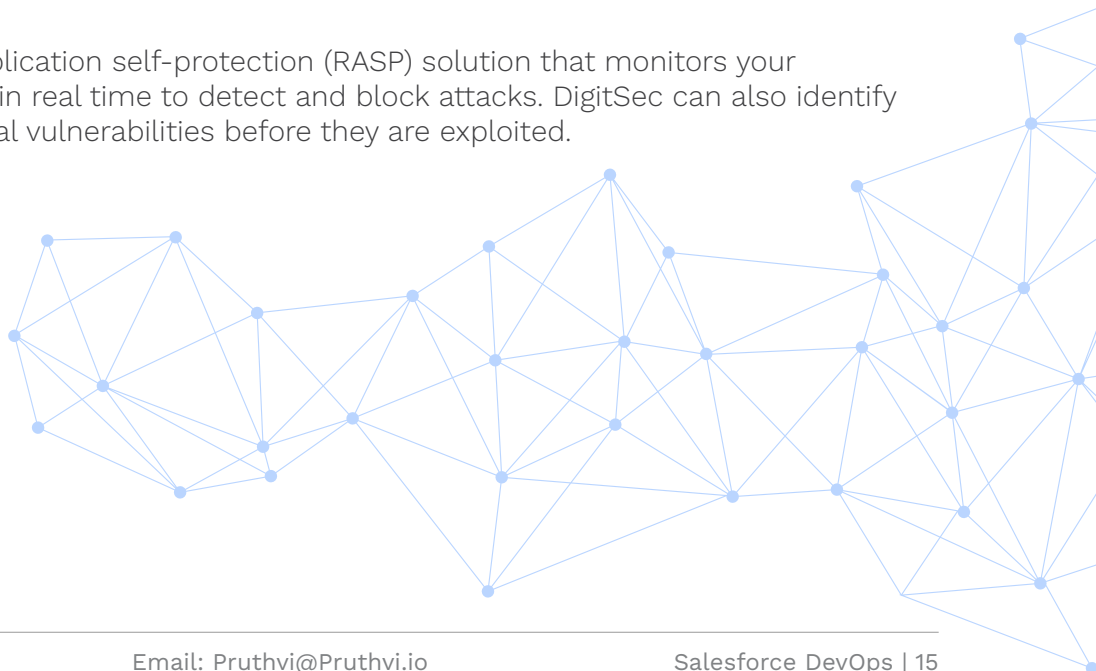 plication self-protection (RASP) solution that monitors your
in real time to detect and block attacks. DigitSec can also identify
al vulnerabilities before they are exploited.
Email: Pruthvi@Pruthvi.io
Salesforce DevOps | 15